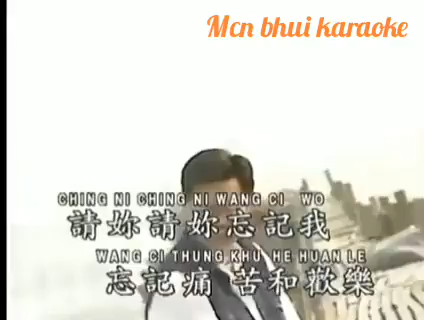 Mcn bhui karaoke
CHING NI CHING NI WANG CI WO
請妳請妳忘記我
WANG CI THUNG KHU HE HUAN LE
忘記痛 苦和歡樂